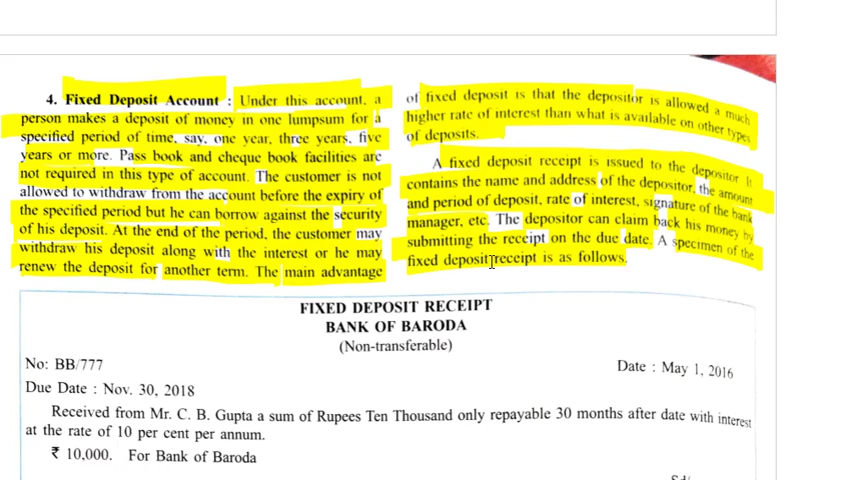 4. Fixed Deposit Account : Under this account, a
person makes a deposit of money in one lumpsum for a
specified period of time, say, one year, three years, five
years or more. Pass book and cheque book facilities are
not required in this type of account. The customer is not
allowed to withdraw from the account before the expiry of
the specified period but he can borrow against the security
of his deposit. At the end of the period, the customer may
withdraw his deposit along with the interest or he may
renew the deposit for another term. The main advantage
of fixed deposit is that the depositor is allowed a much
higher rate of interest than what is available on other types
of deposits.
A fixed deposit receipt is issued to the depositor. It
contains the name and address of the depositor, the amount
and period of deposit, rate of interest, signature of the bank
manager, etc. The depositor can claim back his money by
submitting the receipt on the due date. A specimen of the
fixed deposit receipt is as follows.
FIXED DEPOSIT RECEIPT
BANK OF BARODA
(Non-transferable)
No: BB/777
Date : May 1, 2016
Due Date : Nov. 30, 2018
Received from Mr. C. B. Gupta a sum of Rupees Ten Thousand only repayable 30 months after date with interest
at the rate of 10 per cent per annum.
₹ 10,000. For Bank of Baroda